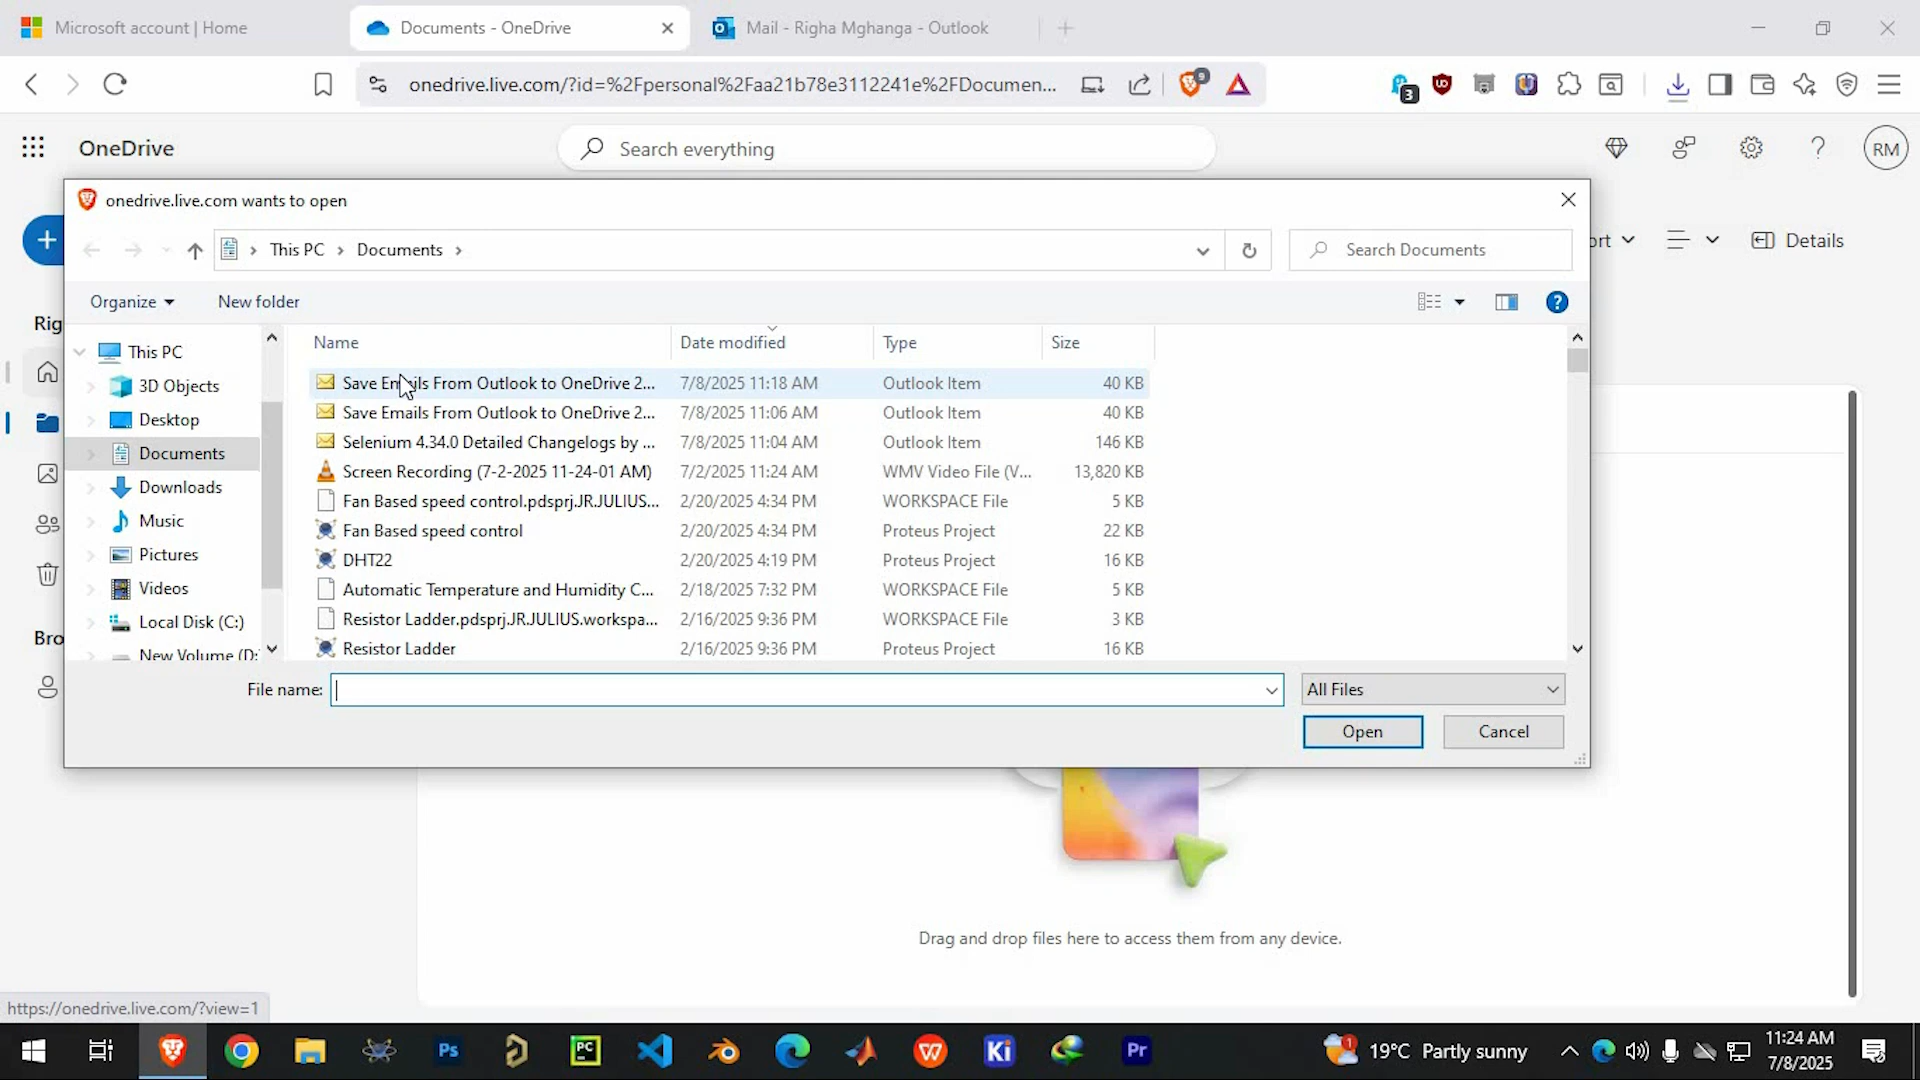 Microsoft account | Home
Documents - OneDrive
Mail - Righa Mghanga - Outlook
onedrive.live.com/?id=%2Fpersonal%2Faa21b78e3112241e%2FDocumen...
9
3
OneDrive
Search everything
RM
onedrive.live.com wants to open
This PC
Documents
Search Documents
ort
Details
Organize
New folder
Rig
Name
Date modified
Type
Size
This PC
3D Objects
Desktop
Documents
Downloads
Music
Pictures
Videos
Local Disk (C:)
New Volume (D:
Save Emails From Outlook to OneDrive 2... 7/8/2025 11:18 AM Outlook Item 40 KB
Save Emails From Outlook to OneDrive 2... 7/8/2025 11:06 AM Outlook Item 40 KB
Selenium 4.34.0 Detailed Changelogs by ... 7/8/2025 11:04 AM Outlook Item 146 KB
Screen Recording (7-2-2025 11-24-01 AM) 7/2/2025 11:24 AM WMV Video File (V... 13,820 KB
Fan Based speed control.pdsprj.JR.JULIUS... 2/20/2025 4:34 PM WORKSPACE File 5 KB
Fan Based speed control 2/20/2025 4:34 PM Proteus Project 22 KB
DHT22 2/20/2025 4:19 PM Proteus Project 16 KB
Automatic Temperature and Humidity C... 2/18/2025 7:32 PM WORKSPACE File 5 KB
Resistor Ladder.pdsprj.JR.JULIUS.workspa... 2/16/2025 9:36 PM WORKSPACE File 3 KB
Resistor Ladder 2/16/2025 9:36 PM Proteus Project 16 KB
Bro
File name:
All Files
Open
Cancel
Drag and drop files here to access them from any device.
https://onedrive.live.com/?view=1
Ps
PC
Ki
Pr
1
19°C Partly sunny
11:24 AM
7/8/2025